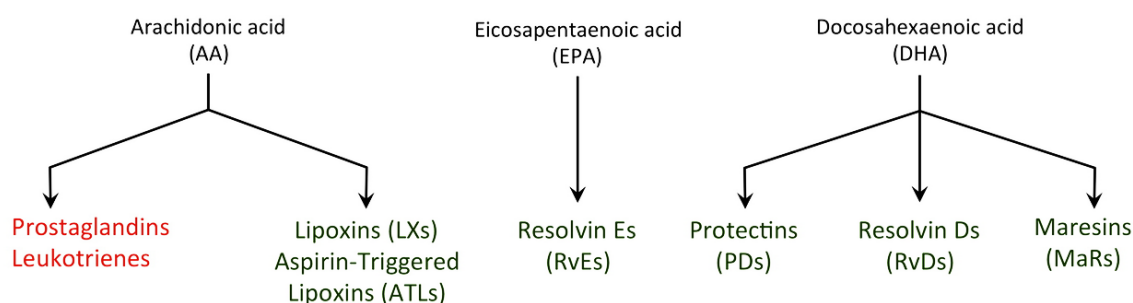 Arachidonic acid
(AA)
Eicosapentaenoic acid
(EPA)
Docosahexaenoic acid
(DHA)
Prostaglandins
Leukotrienes
Lipoxins (LXs)
Aspirin-Triggered
Lipoxins (ATLs)
Resolvin Es
(RvEs)
Protectins
(PDs)
Resolvin Ds
(RvDs)
Maresins
(MaRs)